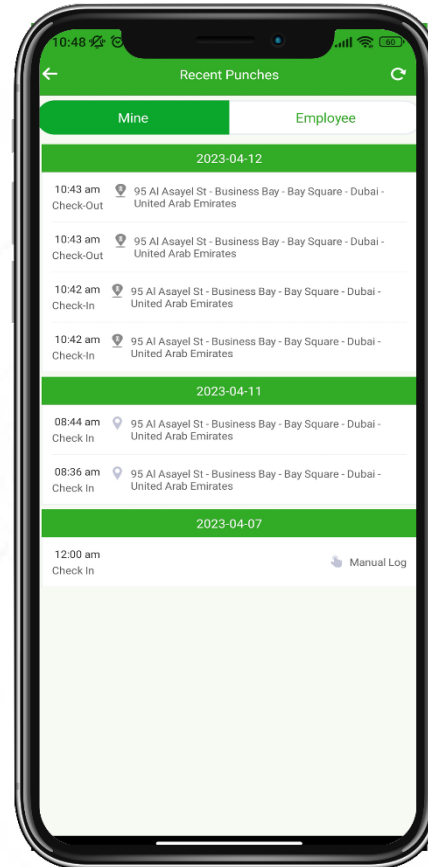 10:48
60
Recent Punches
Mine
Employee
2023-04-12
10:43 am
95 Al Asayel St - Business Bay - Bay Square - Dubai -
Check-Out
United Arab Emirates
10:43 am
95 Al Asayel St - Business Bay - Bay Square - Dubai -
Check-Out
United Arab Emirates
10:42 am
95 Al Asayel St - Business Bay - Bay Square - Dubai -
Check-In
United Arab Emirates
10:42 am
95 Al Asayel St - Business Bay - Bay Square - Dubai -
Check-In
United Arab Emirates
2023-04-11
08:44 am
95 Al Asayel St - Business Bay - Bay Square - Dubai -
Check In
United Arab Emirates
08:36 am
95 Al Asayel St - Business Bay - Bay Square - Dubai -
Check In
United Arab Emirates
2023-04-07
12:00 am
Check In
Manual Log